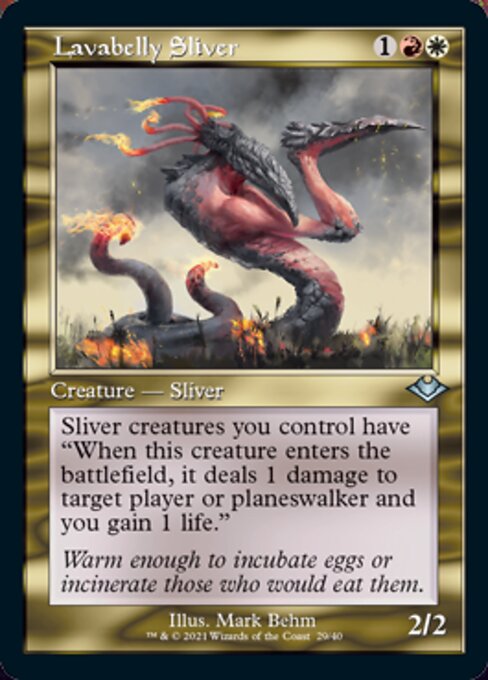 Lavabelly Sliver 1
Creature — Sliver
Sliver creatures you control have
“When this creature enters the
battlefield, it deals 1 damage to
target player or planeswalker and
you gain 1 life.”
Warm enough to incubate eggs or
incinerate those who would eat them.
Illus. Mark Behm
2/2
™ & © 2021 Wizards of the Coast 29/40